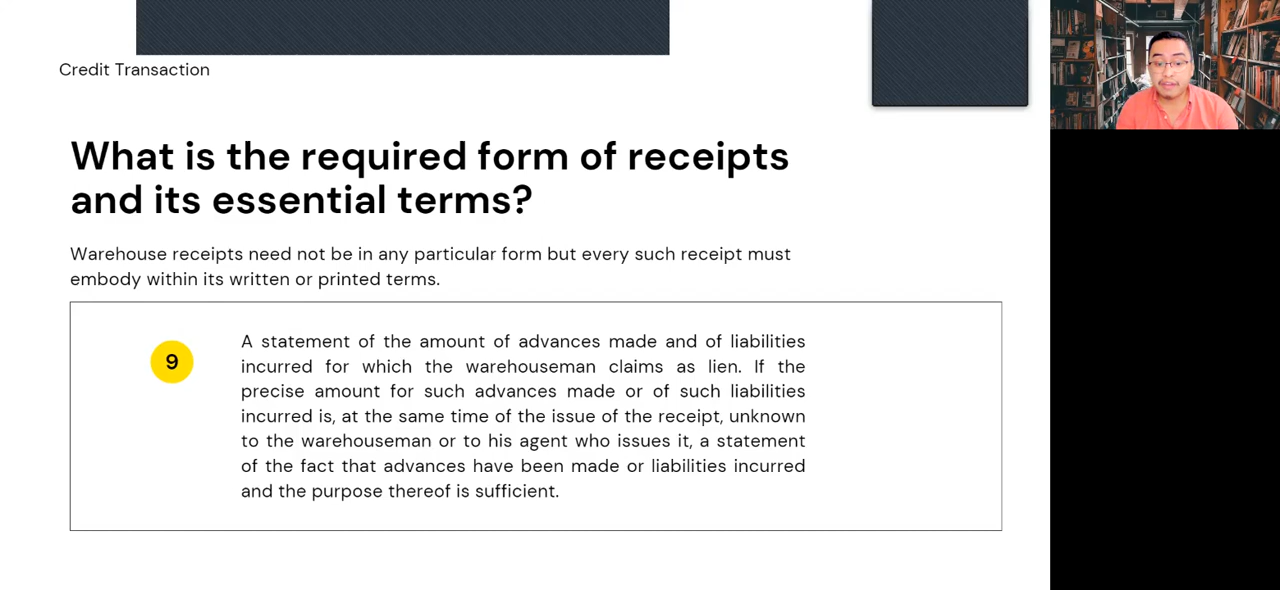 Credit Transaction
What is the required form of receipts
and its essential terms?
Warehouse receipts need not be in any particular form but every such receipt must
embody within its written or printed terms.
9
A statement of the amount of advances made and of liabilities
incurred for which the warehouseman claims as lien. If the
precise amount for such advances made or of such liabilities
incurred is, at the same time of the issue of the receipt, unknown
to the warehouseman or to his agent who issues it, a statement
of the fact that advances have been made or liabilities incurred
and the purpose thereof is sufficient.